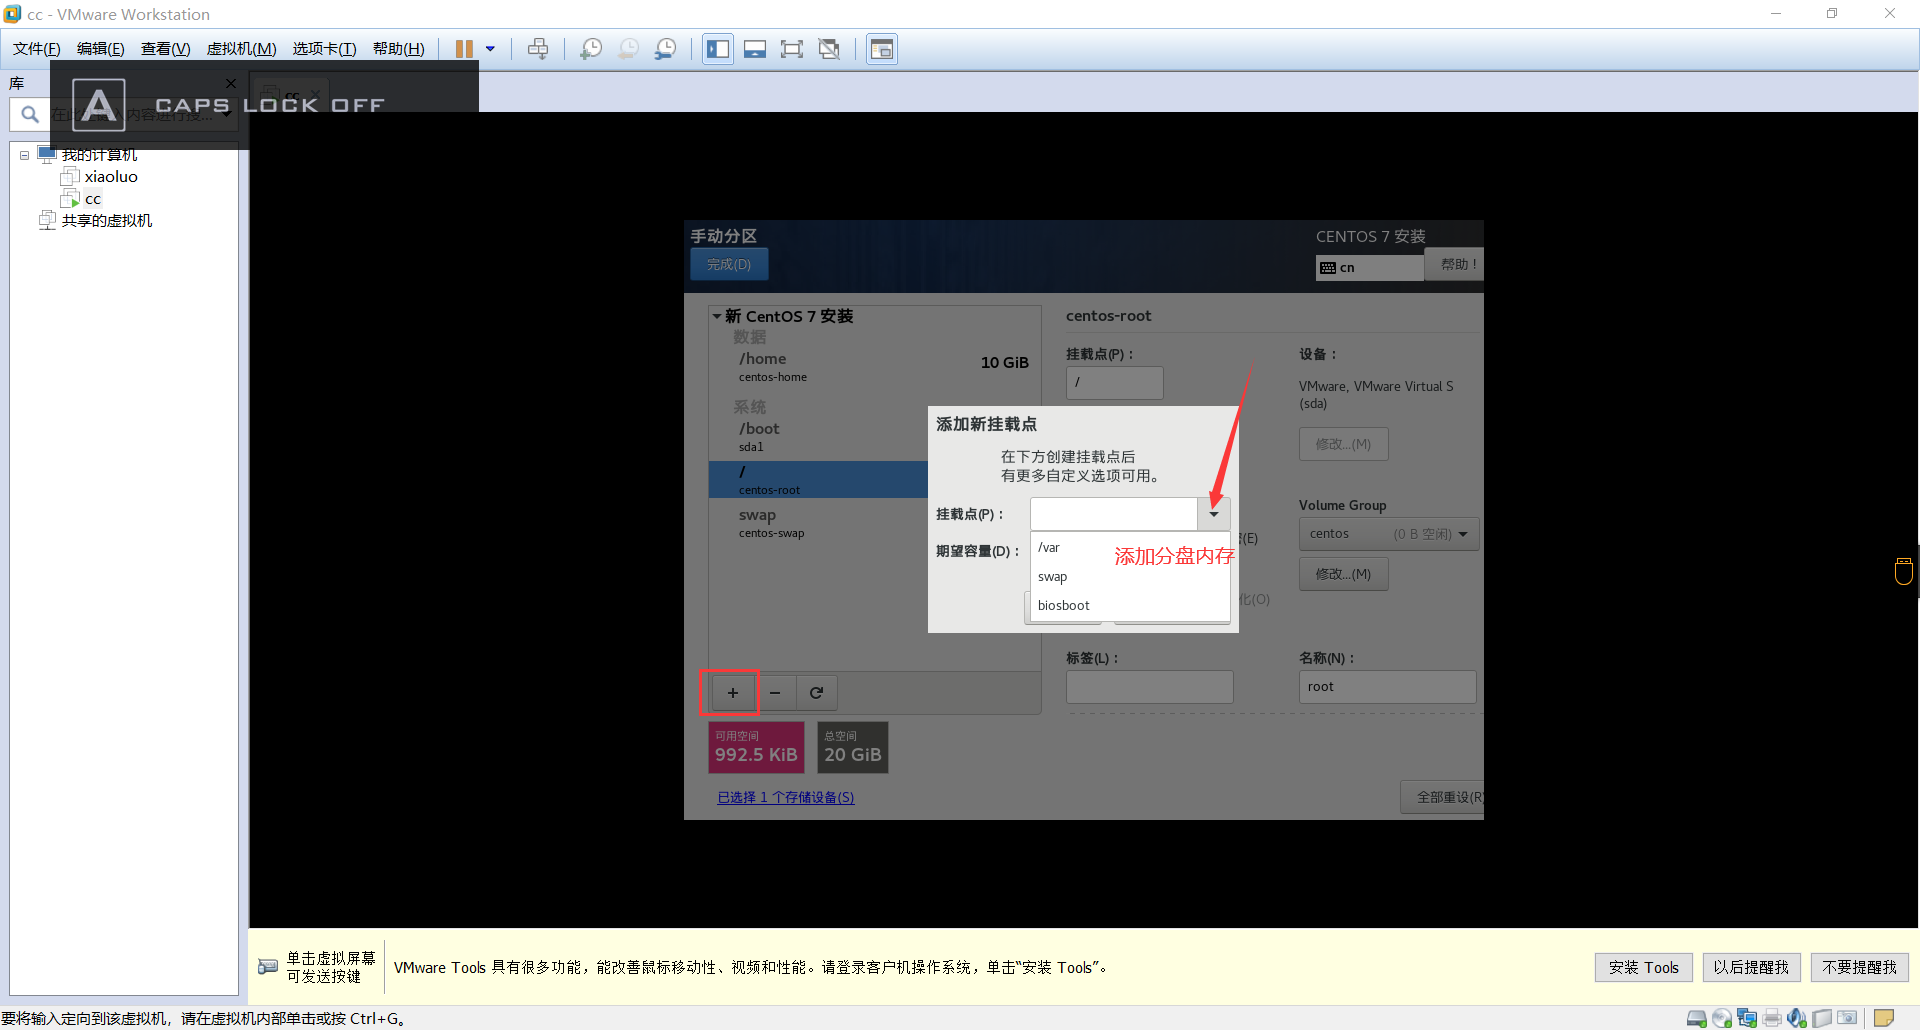 cc - VMware Workstation
文件(F) 编辑(E) 查看(V) 虚拟机(M) 选项卡(T) 帮助(H)
库
A CAPS LOCK OFF
cc
在此处键入内容进行搜...
我的计算机
xiaoluo
cc
共享的虚拟机
手动分区
完成(D)
CENTOS 7 安装
cn
帮助！
新 CentOS 7 安装
数据
/home
10 GiB
centos-home
系统
/boot
sda1
/
centos-root
swap
centos-swap
+ −
可用空间
992.5 KiB
总空间
20 GiB
已选择 1 个存储设备(S)
centos-root
挂载点(P)：
/
设备：
VMware, VMware Virtual S
(sda)
修改...(M)
Volume Group
centos (0 B 空闲)
修改...(M)
(E)
化(O)
标签(L)：
名称(N)：
root
全部重设(R
添加新挂载点
在下方创建挂载点后
有更多自定义选项可用。
挂载点(P)：
期望容量(D)：
/var
swap
biosboot
添加分盘内存
单击虚拟屏幕
可发送按键
VMware Tools 具有很多功能，能改善鼠标移动性、视频和性能。请登录客户机操作系统，单击“安装 Tools”。
安装 Tools 以后提醒我 不要提醒我
要将输入定向到该虚拟机，请在虚拟机内部单击或按 Ctrl+G。